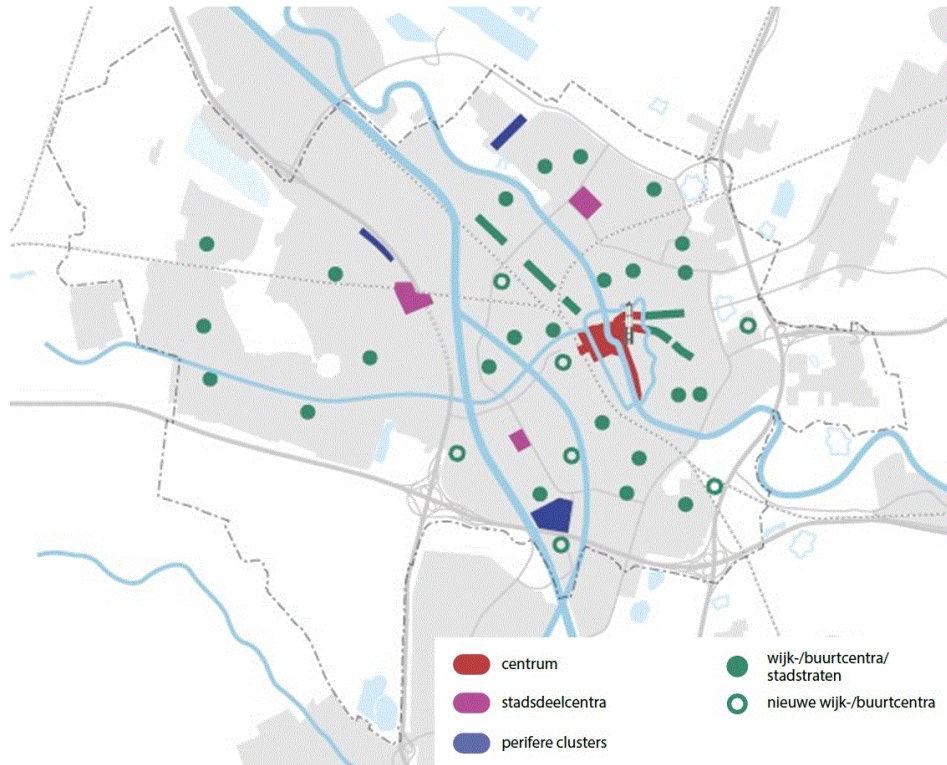 centrum
stadsdeelcentra
perifere clusters
wijk-/buurtcentra/
stadstraten
nieuwe wijk-/buurtcentra